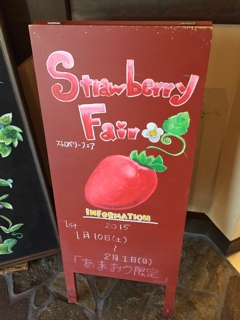 Strawberry
Fair
ストロベリーフェア
INFORMATION
1st 2015
1月10日(土)
~
2月1日(日)
「あまおう限定」